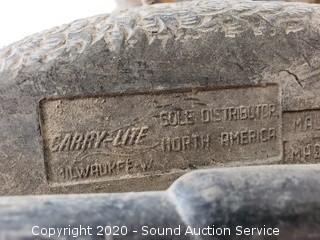 CARRY-LITE
MILWAUKEE, WI
SOLE DISTRIBUTOR
NORTH AMERICA
Copyright 2020 - Sound Auction Service